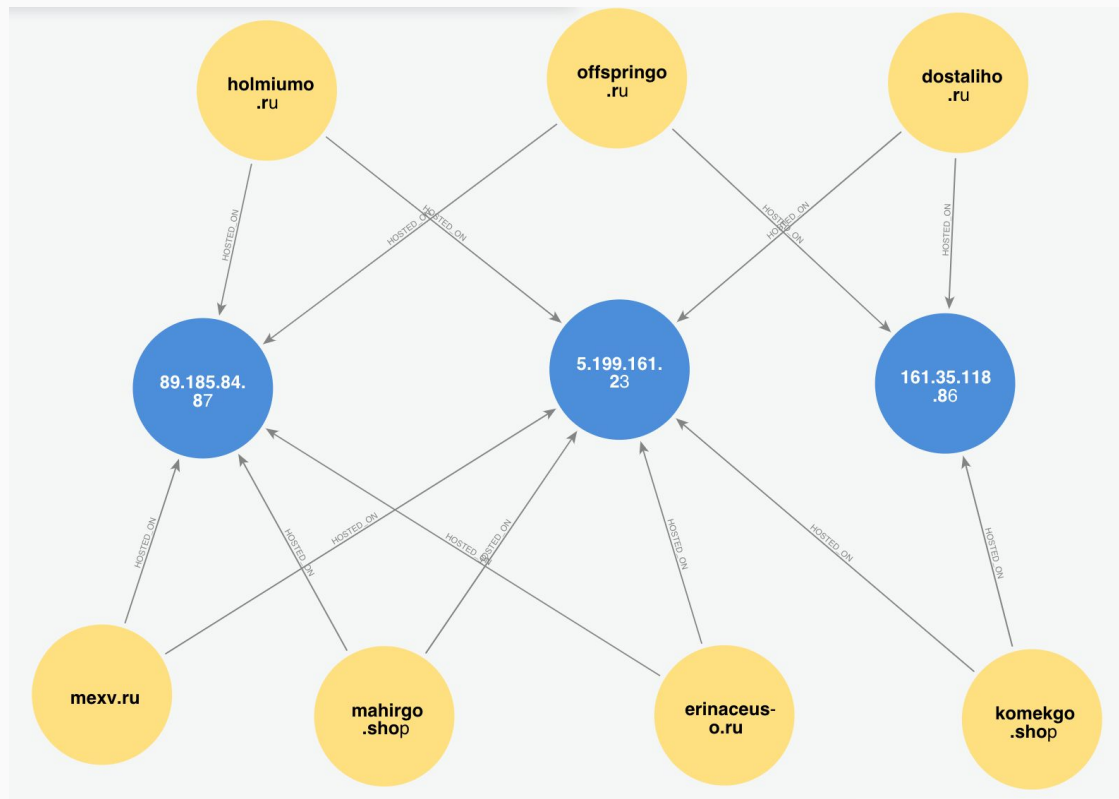 holmiumo
.ru
offspringo
.ru
dostaliho
.ru
HOSTED_ON
HOSTED_ON
HOSTED_ON
HOSTED_ON
HOSTED_ON
HOSTED_ON
89.185.84.
87
5.199.161.
23
161.35.118
.86
HOSTED_ON
HOSTED_ON
HOSTED_ON
HOSTED_ON
HOSTED_ON
HOSTED_ON
HOSTED_ON
HOSTED_ON
mexv.ru
mahirgo
.shop
erinaceus-
o.ru
komekgo
.shop